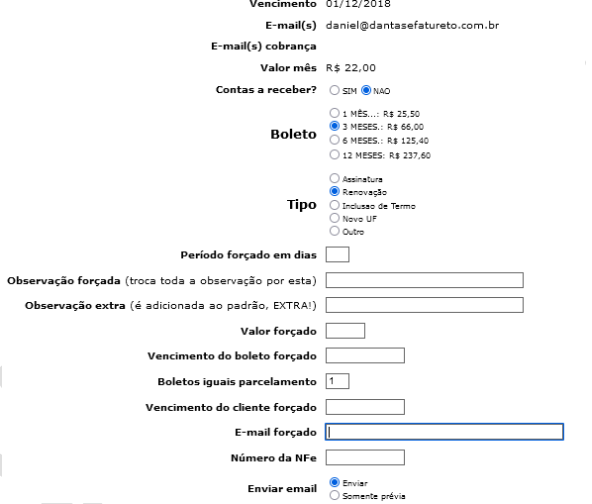 Vencimento 01/12/2018
E-mail(s) daniel@dantasefatureto.com.br
E-mail(s) cobrança
Valor mês R$ 22,00
Contas a receber? SIM NAO
Boleto
1 MÊS...: R$ 25,50
3 MESES.: R$ 66,00
6 MESES.: R$ 125,40
12 MESES: R$ 237,60
Tipo
Assinatura
Renovação
Inclusao de Termo
Novo UF
Outro
Período forçado em dias
Observação forçada (troca toda a observação por esta)
Observação extra (é adicionada ao padrão, EXTRA!)
Valor forçado
Vencimento do boleto forçado
Boletos iguais parcelamento 1
Vencimento do cliente forçado
E-mail forçado
Número da NFe
Enviar email
Enviar
Somente prévia